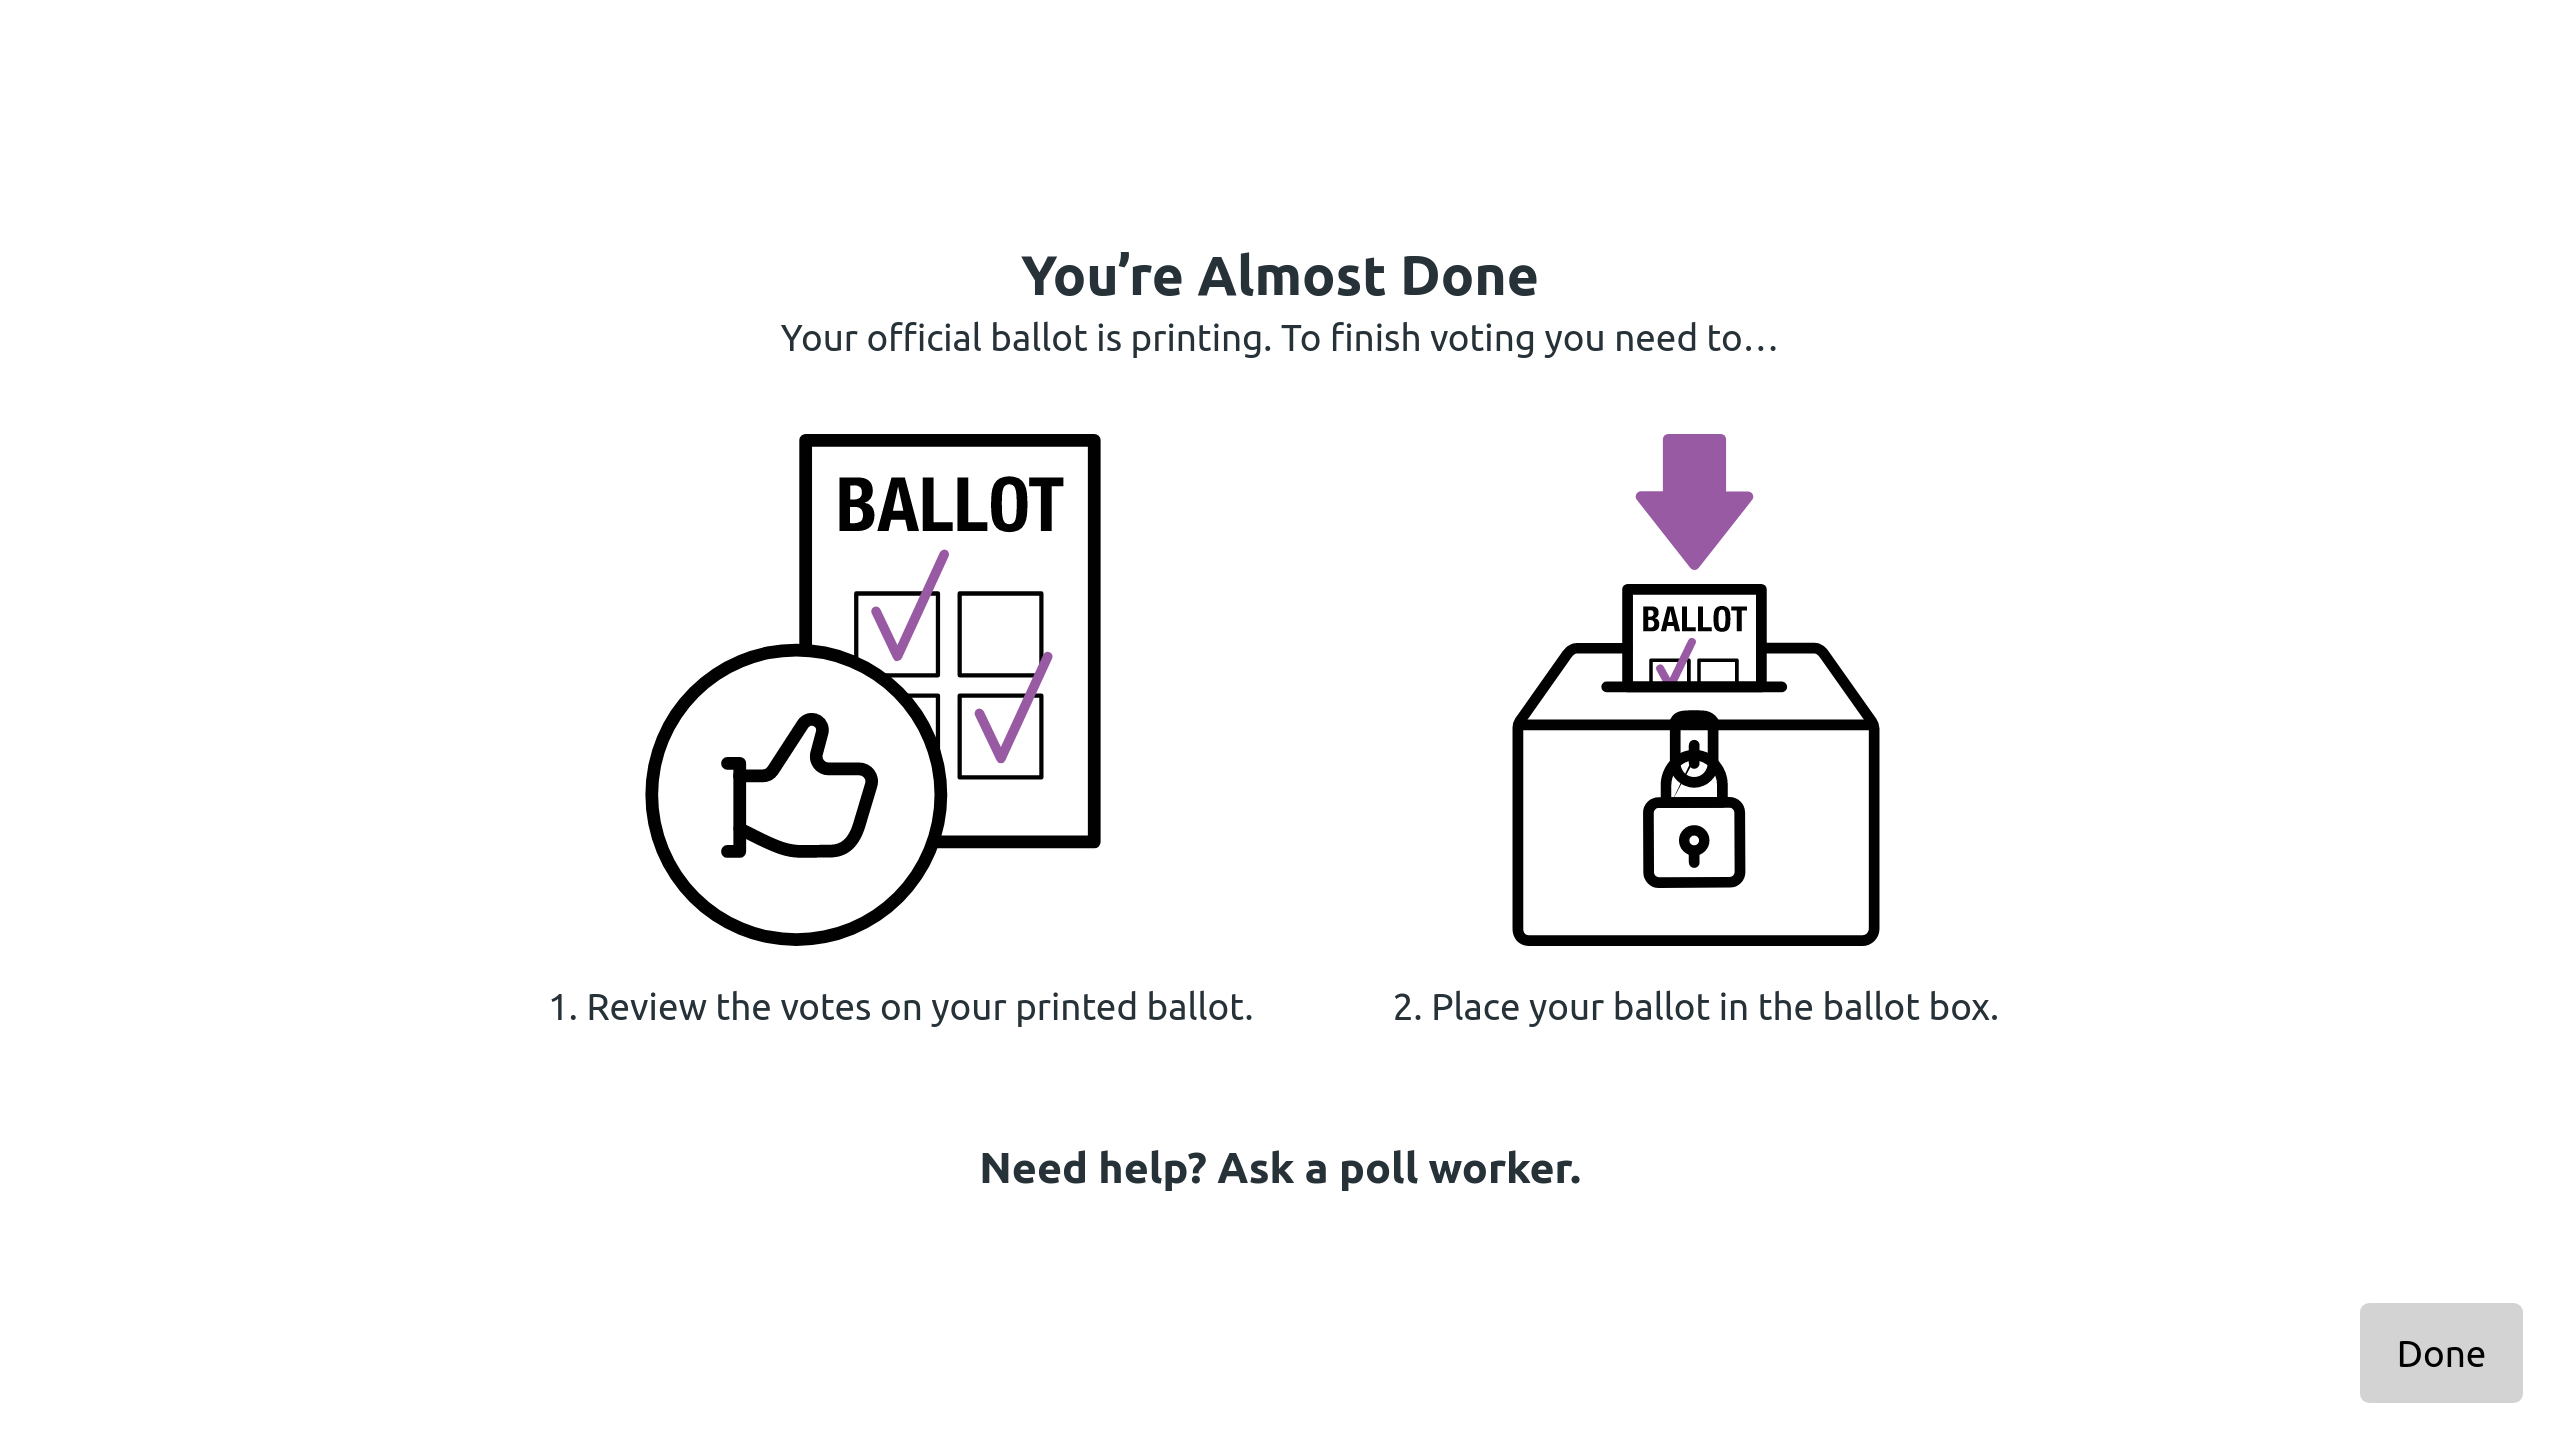 You’re Almost Done
Your official ballot is printing. To finish voting you need to…
BALLOT
BALLOT
1. Review the votes on your printed ballot.
2. Place your ballot in the ballot box.
Need help? Ask a poll worker.
Done